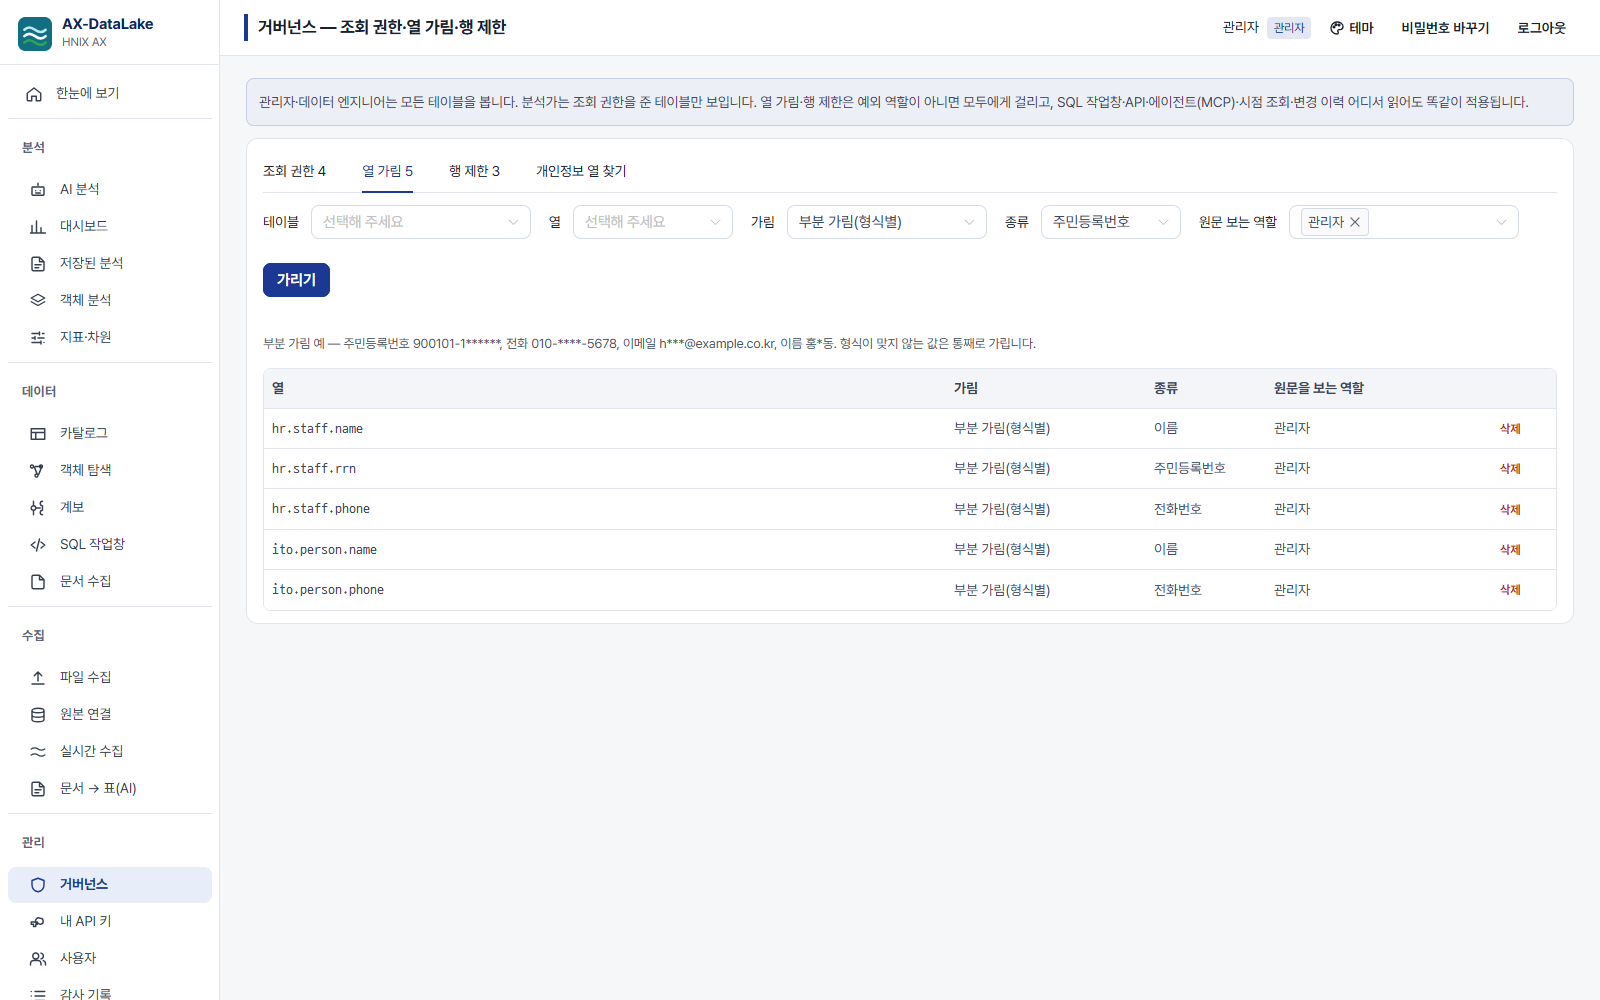 AX-DataLake
HNIX AX
한눈에 보기
분석
AI 분석
대시보드
저장된 분석
객체 분석
지표·차원
데이터
카탈로그
객체 탐색
계보
SQL 작업창
문서 수집
수집
파일 수집
원본 연결
실시간 수집
문서 → 표(AI)
관리
거버넌스
내 API 키
사용자
감사 기록
거버넌스 — 조회 권한·열 가림·행 제한
관리자 관리자 테마 비밀번호 바꾸기 로그아웃
관리자·데이터 엔지니어는 모든 테이블을 봅니다. 분석가는 조회 권한을 준 테이블만 보입니다. 열 가림·행 제한은 예외 역할이 아니면 모두에게 걸리고, SQL 작업창·API·에이전트(MCP)·시점 조회·변경 이력 어디서 읽어도 똑같이 적용됩니다.
조회 권한 4 열 가림 5 행 제한 3 개인정보 열 찾기
테이블 선택해 주세요 열 선택해 주세요 가림 부분 가림(형식별) 종류 주민등록번호 원문 보는 역할 관리자
가리기
부분 가림 예 — 주민등록번호 900101-1******, 전화 010-****-5678, 이메일 h***@example.co.kr, 이름 홍*동. 형식이 맞지 않는 값은 통째로 가립니다.
열 가림 종류 원문을 보는 역할
hr.staff.name 부분 가림(형식별) 이름 관리자 삭제
hr.staff.rrn 부분 가림(형식별) 주민등록번호 관리자 삭제
hr.staff.phone 부분 가림(형식별) 전화번호 관리자 삭제
ito.person.name 부분 가림(형식별) 이름 관리자 삭제
ito.person.phone 부분 가림(형식별) 전화번호 관리자 삭제